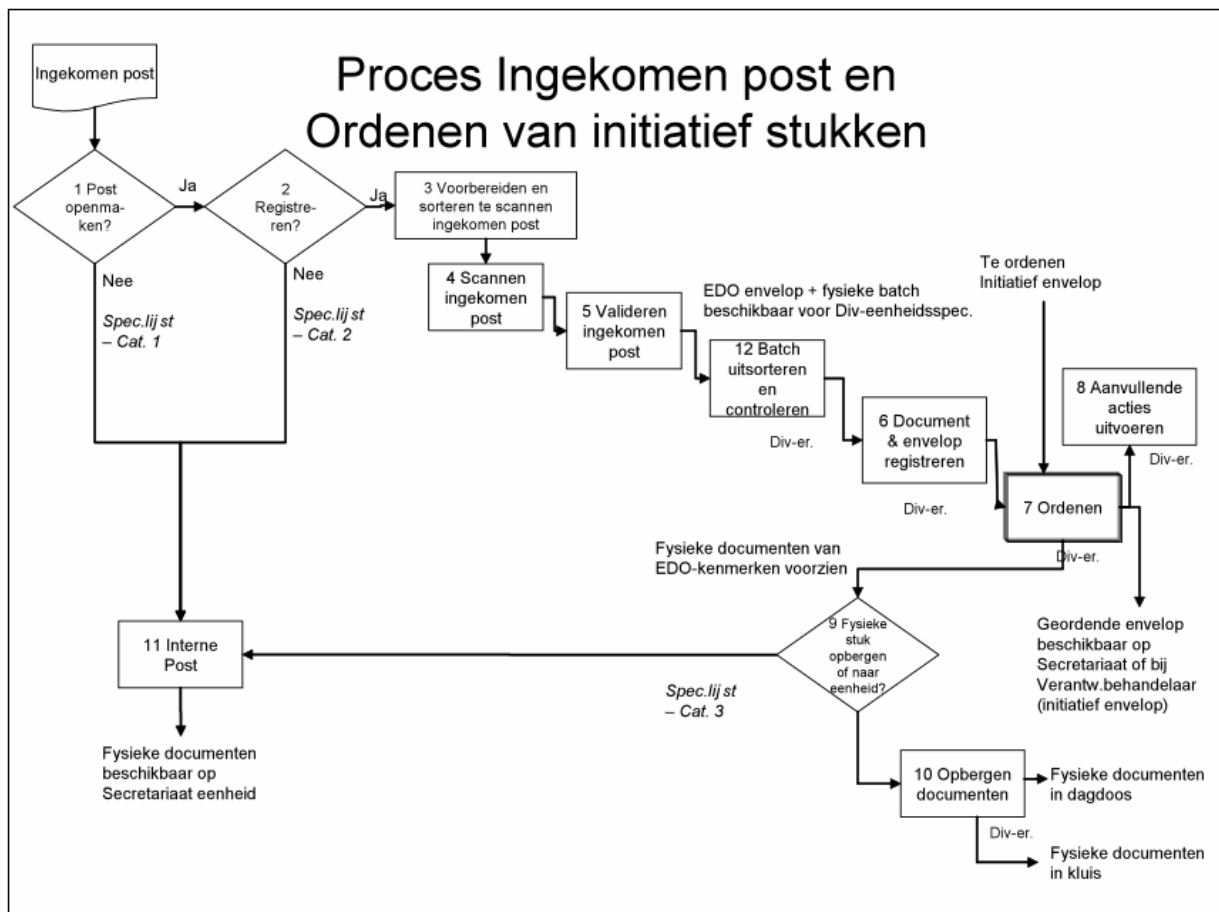 Proces Ingekomen post en
Ordenen van initiatief stukken
Ingekomen post
1 Post
openma-
ken?
Ja
2
Registre-
ren?
Ja
3 Voorbereiden en
sorteren te scannen
ingekomen post
Nee
Spec.lijst
– Cat. 1
Nee
Spec.lijst
– Cat. 2
4 Scannen
ingekomen
post
5 Valideren
ingekomen
post
EDO envelop + fysieke batch
beschikbaar voor Div-eenheidsspec.
Te ordenen
Initiatief envelop
12 Batch
uitsorteren
en
controleren
Div-er.
6 Document
& envelop
registreren
Div-er.
8 Aanvullende
acties
uitvoeren
Div-er.
7 Ordenen
Div-er.
Fysieke documenten van
EDO-kenmerken voorzien
9 Fysieke
stuk
opbergen
of naar
eenheid?
Geordende envelop
beschikbaar op
Secretariaat of bij
Verantw.behandelaar
(initiatief envelop)
11 Interne
Post
Spec.lijst
– Cat. 3
Fysieke documenten
beschikbaar op
Secretariaat eenheid
10 Opbergen
documenten
Div-er.
Fysieke documenten
in dagdoos
Fysieke documenten
in kluis